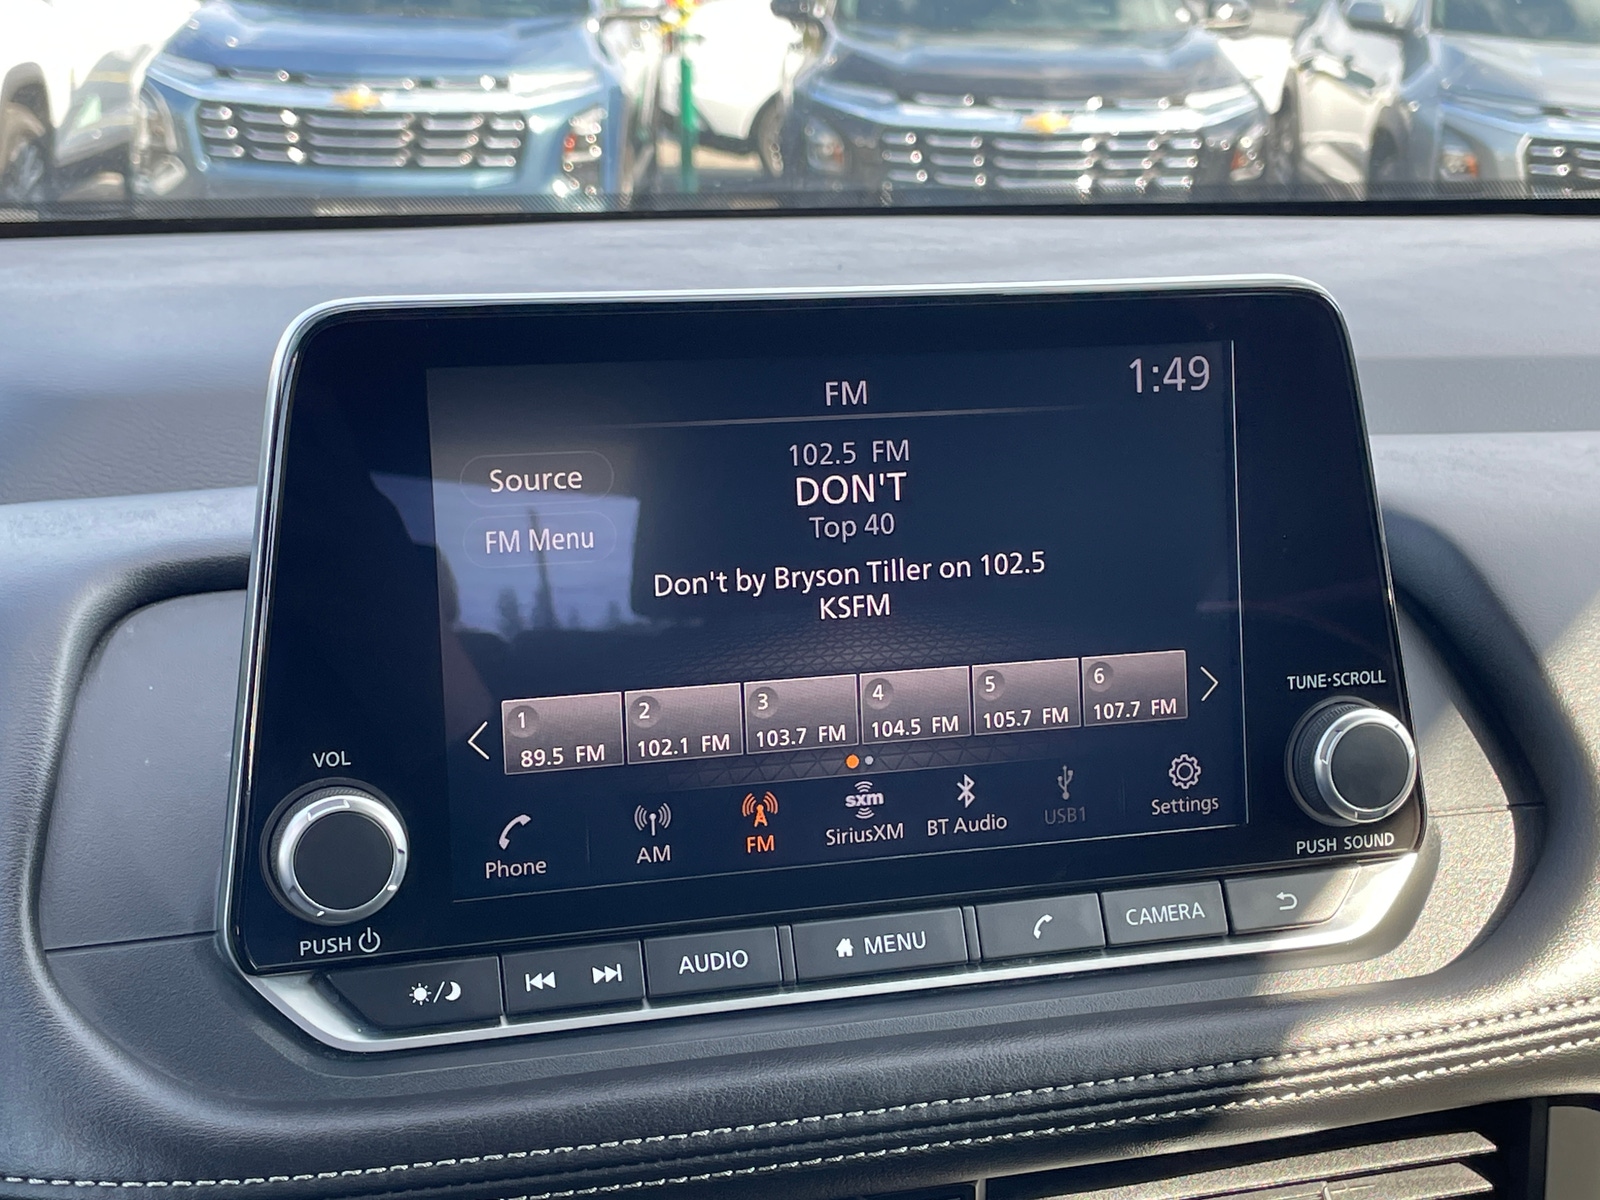 FM
1:49
102.5 FM
Source
DON'T
Top 40
FM Menu
Don't by Bryson Tiller on 102.5
KSFM
1
89.5 FM
2
102.1 FM
3
103.7 FM
4
104.5 FM
5
105.7 FM
6
107.7 FM
Phone
AM
FM
sxm
SiriusXM
BT Audio
USB1
Settings
VOL
PUSH
TUNE·SCROLL
PUSH SOUND
AUDIO
MENU
CAMERA